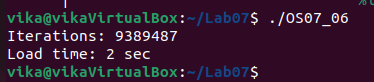 vika@vikaVirtualBox:~/Lab07$ ./OS07_06
Iterations: 9389487
Load time: 2 sec
vika@vikaVirtualBox:~/Lab07$